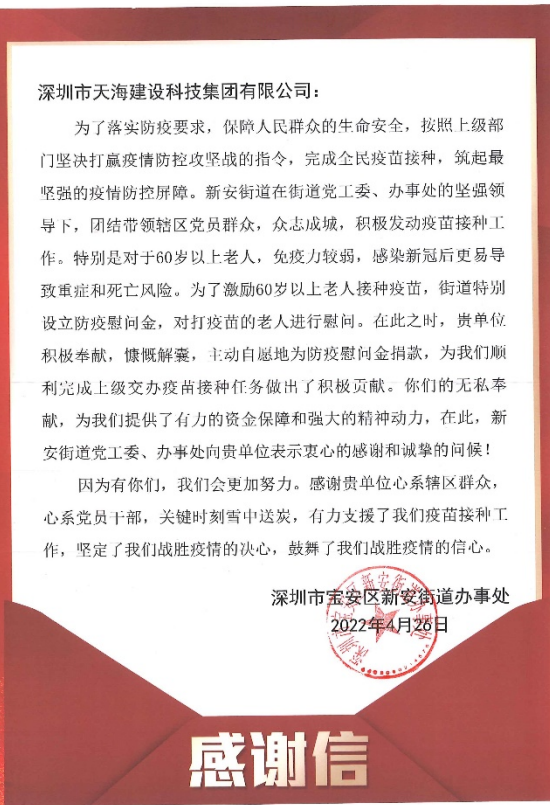 深圳市天海建设科技集团有限公司：
为了落实防疫要求，保障人民群众的生命安全，按照上级部
门坚决打赢疫情防控攻坚战的指令，完成全民疫苗接种，筑起最
坚强的疫情防控屏障。新安街道在街道党工委、办事处的坚强领
导下，团结带领辖区党员群众，众志成城，积极发动疫苗接种工
作。特别是对于60岁以上老人，免疫力较弱，感染新冠后更易导
致重症和死亡风险。为了激励60岁以上老人接种疫苗，街道特别
设立防疫慰问金，对打疫苗的老人进行慰问。在此之时，贵单位
积极奉献，慷慨解囊，主动自愿地为防疫慰问金捐款，为我们顺
利完成上级交办疫苗接种任务做出了积极贡献。你们的无私奉
献，为我们提供了有力的资金保障和强大的精神动力，在此，新
安街道党工委、办事处向贵单位表示衷心的感谢和诚挚的问候！
因为有你们，我们会更加努力。感谢贵单位心系辖区群众，
心系党员干部，关键时刻雪中送炭，有力支援了我们疫苗接种工
作，坚定了我们战胜疫情的决心，鼓舞了我们战胜疫情的信心。
深圳市宝安区新安街道办事处
2022年4月26日
深圳市宝安区新安街道办事处
感谢信